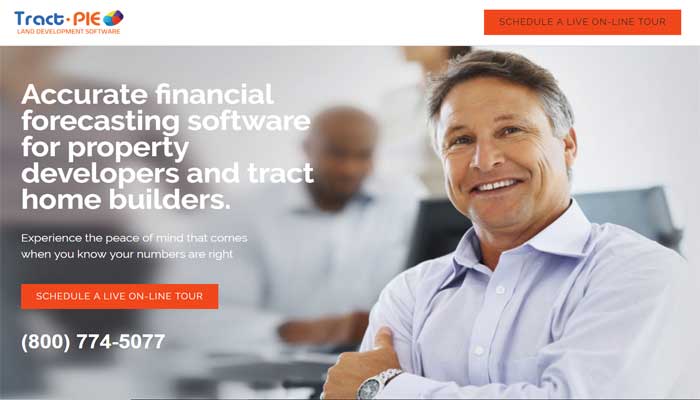 Tract·PIE
LAND DEVELOPMENT SOFTWARE
SCHEDULE A LIVE ON-LINE TOUR
Accurate financial
forecasting software
for property
developers and tract
home builders.
Experience the peace of mind that comes
when you know your numbers are right
SCHEDULE A LIVE ON-LINE TOUR
(800) 774-5077